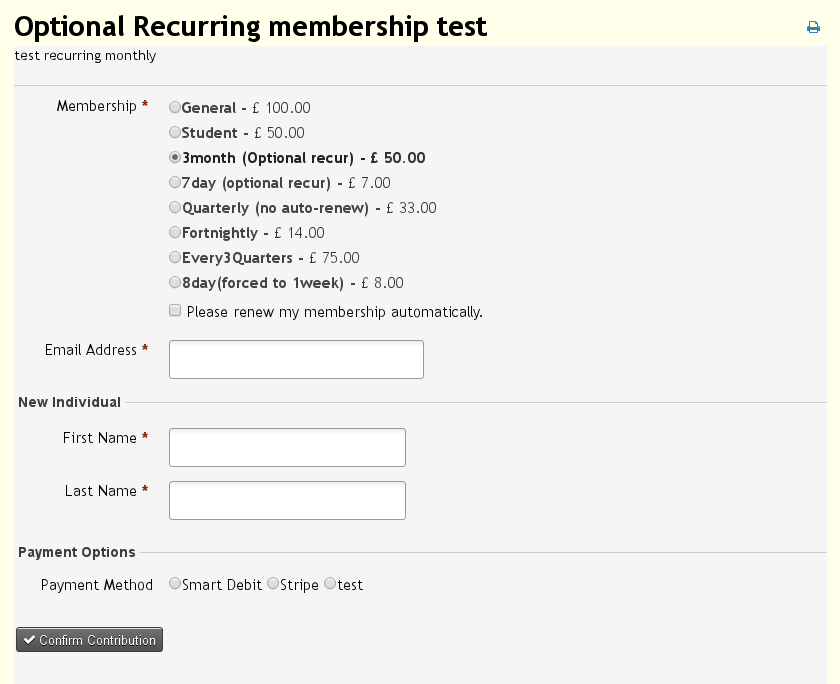 Optional Recurring membership test
test recurring monthly
Membership *
General - £ 100.00
Student - £ 50.00
3month (Optional recur) - £ 50.00
7day (optional recur) - £ 7.00
Quarterly (no auto-renew) - £ 33.00
Fortnightly - £ 14.00
Every3Quarters - £ 75.00
8day(forced to 1week) - £ 8.00
Please renew my membership automatically.
Email Address *
New Individual
First Name *
Last Name *
Payment Options
Payment Method Smart Debit Stripe test
Confirm Contribution